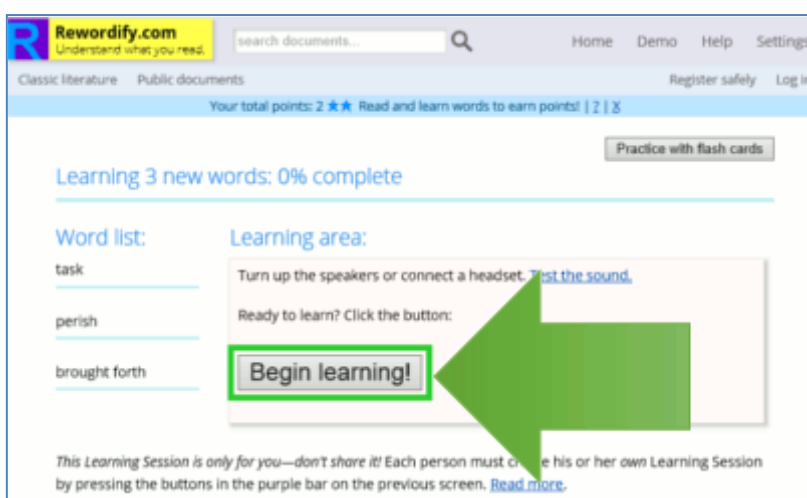 Rewordify.com
Understand what you read.
search documents...
Home Demo Help Settings
Classic literature Public documents
Register safely Log in
Your total points: 2 ★★ Read and learn words to earn points! | ? | X
Practice with flash cards
Learning 3 new words: 0% complete
Word list:
task
perish
brought forth
Learning area:
Turn up the speakers or connect a headset. Test the sound.
Ready to learn? Click the button:
Begin learning!
This Learning Session is only for you—don't share it! Each person must his or her own Learning Session
by pressing the buttons in the purple bar on the previous screen. Read more.